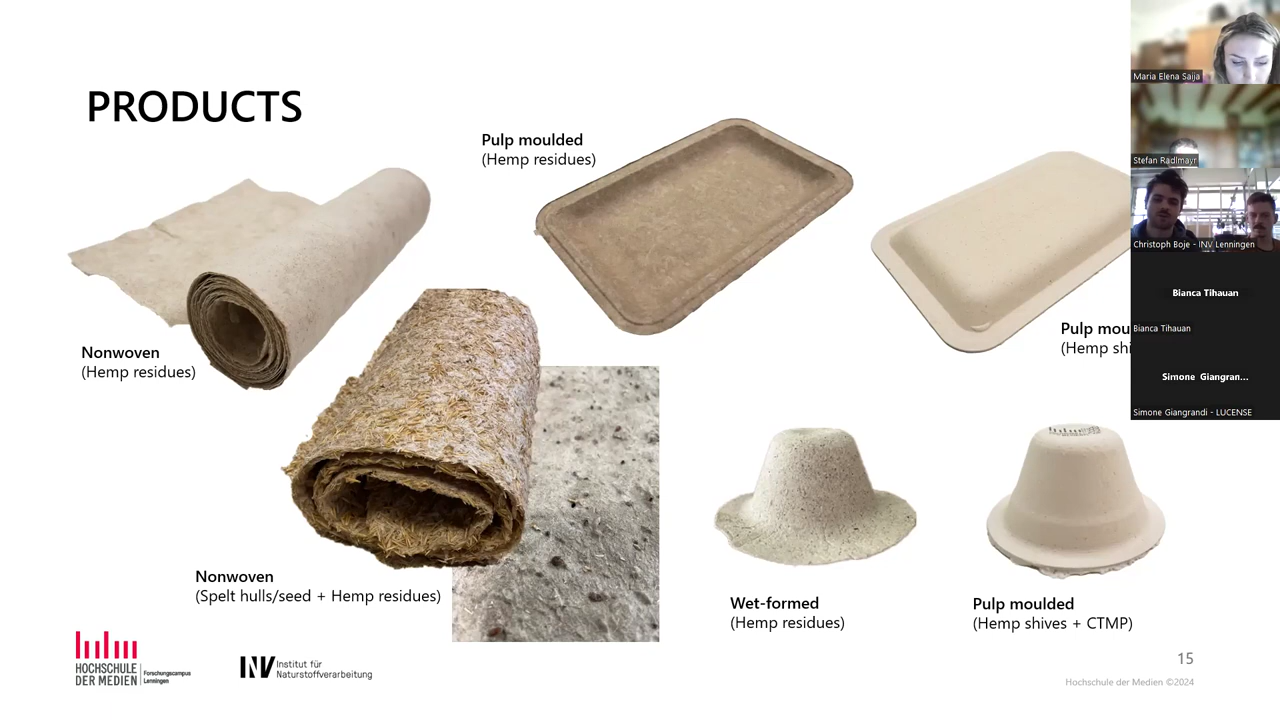 PRODUCTS
Pulp moulded
(Hemp residues)
Nonwoven
(Hemp residues)
Pulp mou
(Hemp shi
Nonwoven
(Spelt hulls/seed + Hemp residues)
Wet-formed
(Hemp residues)
Pulp moulded
(Hemp shives + CTMP)
HOCHSCHULE
DER MEDIEN
Forschungscampus
Lenningen
INV
Institut für
Naturstoffverarbeitung
15
Hochschule der Medien ©2024
Maria Elena Saija
Stefan Radlmayr
Christoph Boje - INV Lenningen
Bianca Tihauan
Bianca Tihauan
Simone Giangran...
Simone Giangrandi - LUCENSE